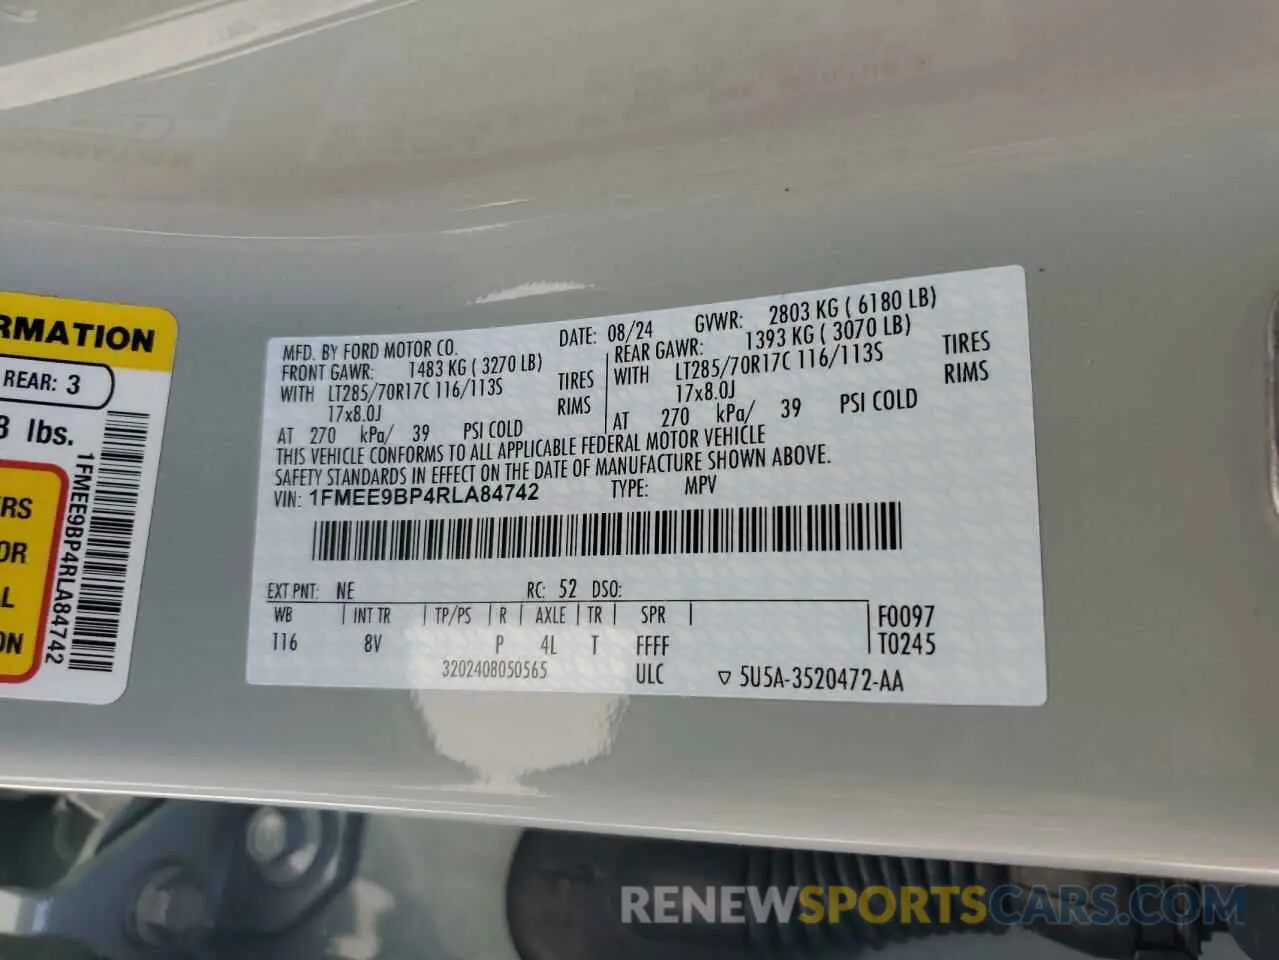 RMATION
REAR: 3
lbs.
1FMEE9BP4RLA84742
ERS
OR
L
ON
MFD. BY FORD MOTOR CO. DATE: 08/24 GVWR: 2803 KG ( 6180 LB)
FRONT GAWR: 1483 KG ( 3270 LB) REAR GAWR: 1393 KG ( 3070 LB)
WITH LT285/70R17C 116/113S TIRES WITH LT285/70R17C 116/113S TIRES
17x8.0J RIMS 17x8.0J RIMS
AT 270 kPa/ 39 PSI COLD AT 270 kPa/ 39 PSI COLD
THIS VEHICLE CONFORMS TO ALL APPLICABLE FEDERAL MOTOR VEHICLE
SAFETY STANDARDS IN EFFECT ON THE DATE OF MANUFACTURE SHOWN ABOVE.
VIN: 1FMEE9BP4RLA84742 TYPE: MPV
EXT PNT: NE RC: 52 DSO:
WB INT TR TP/PS R AXLE TR SPR F0097
116 8V P 4L T FFFF T0245
3202408050565 ULC ▽ 5U5A-3520472-AA
RENEWSPORTSCARS.COM